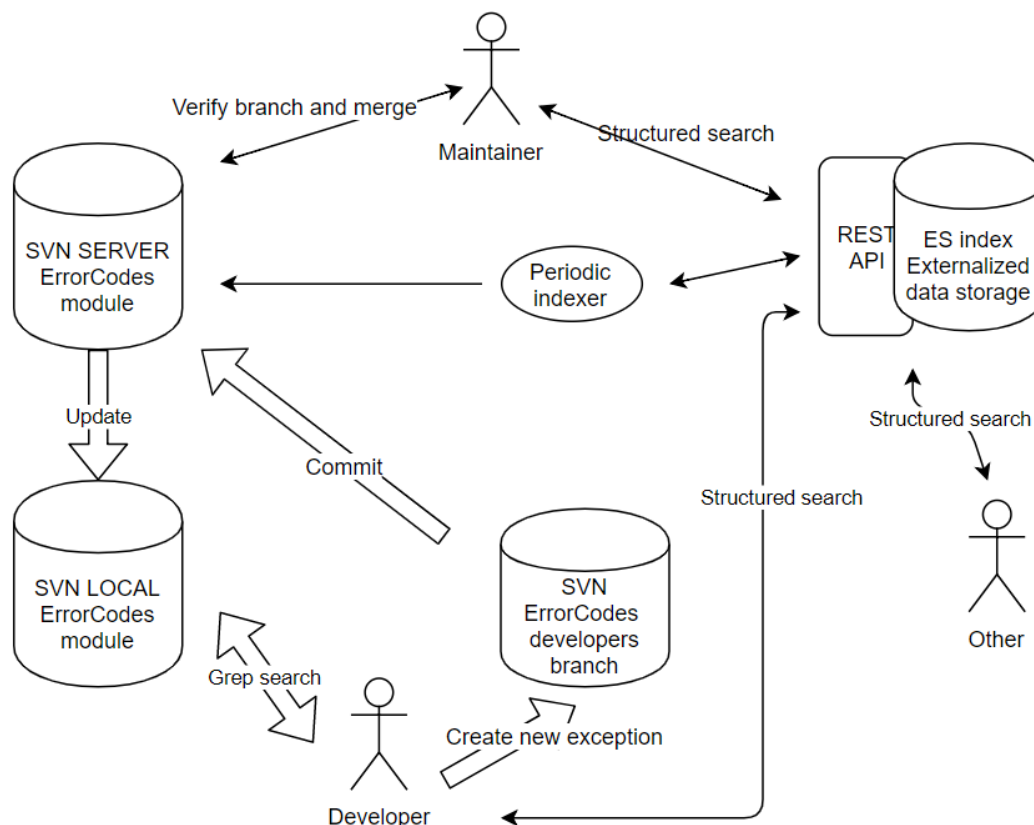 Verify branch and merge
Maintainer
Structured search
SVN SERVER
ErrorCodes
module
Periodic
indexer
REST
API
ES index
Externalized
data storage
Update
Commit
Structured search
Structured search
SVN LOCAL
ErrorCodes
module
SVN
ErrorCodes
developers
branch
Other
Grep search
Create new exception
Developer